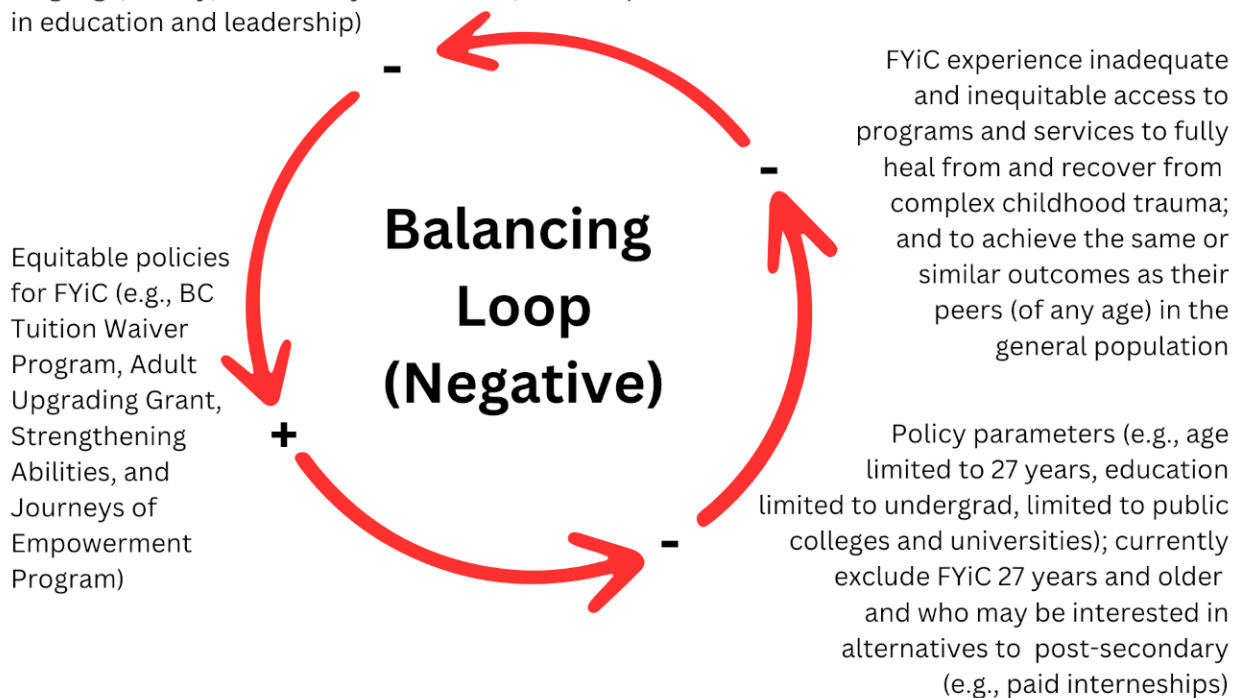 in education and leadership)
-
FYiC experience inadequate
and inequitable access to
programs and services to fully
heal from and recover from
complex childhood trauma;
and to achieve the same or
similar outcomes as their
peers (of any age) in the
general population
-
Balancing
Loop
(Negative)
Equitable policies
for FYiC (e.g., BC
Tuition Waiver
Program, Adult
Upgrading Grant,
Strengthening
Abilities, and
Journeys of
Empowerment
Program)
+
Policy parameters (e.g., age
limited to 27 years, education
limited to undergrad, limited to public
colleges and universities); currently
exclude FYiC 27 years and older
and who may be interested in
alternatives to post-secondary
(e.g., paid interneships)
-